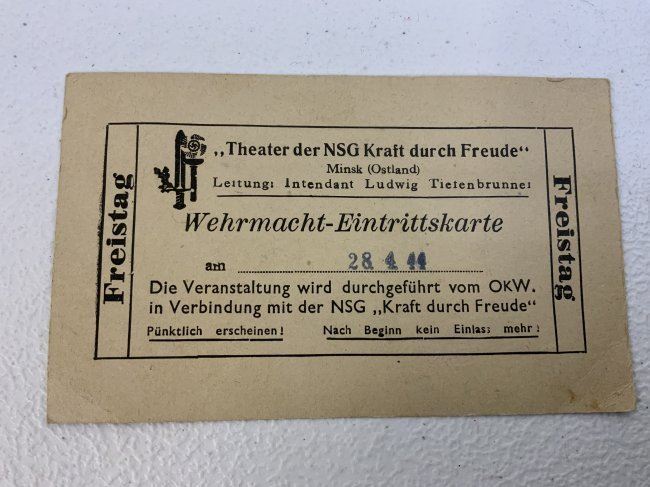 Freistag
„Theater der NSG Kraft durch Freude“
Minsk (Ostland)
Leitung: Intendant Ludwig Tiefenbrunner
Wehrmacht-Eintrittskarte
am 28. 4. 44
Die Veranstaltung wird durchgeführt vom OKW.
in Verbindung mit der NSG „Kraft durch Freude“
Pünktlich erscheinen! Nach Beginn kein Einlass mehr!
Freistag